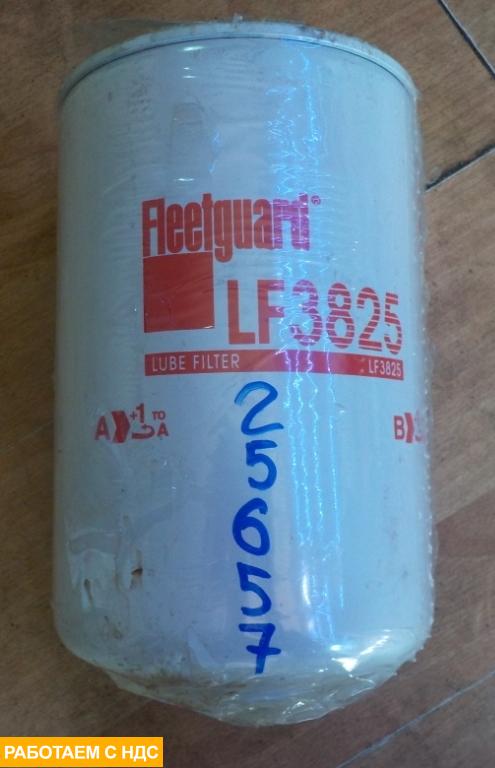 Fleetguard®
LF3825
LUBE FILTER LF3825
A +1 TO A
B
25657
РАБОТАЕМ С НДС